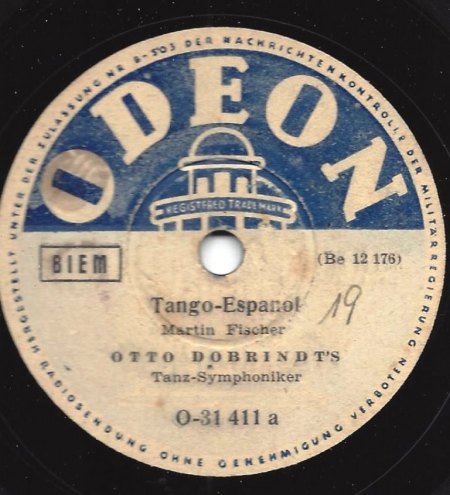 HERGESTELLT UNTER DER ZULASSUNG NR B-503 DER NACHRICHTENKONTROLLE DER MILITÄRREGIERUNG
ODEON
REGISTERED TRADE MARK
BIEM
(Be 12 176)
Tango-Espanol
19
Martin Fischer
OTTO DOBRINDT'S
Tanz-Symphoniker
O-31 411 a
RADIOSENDUNG OHNE GENEHMIGUNG VERBOTEN